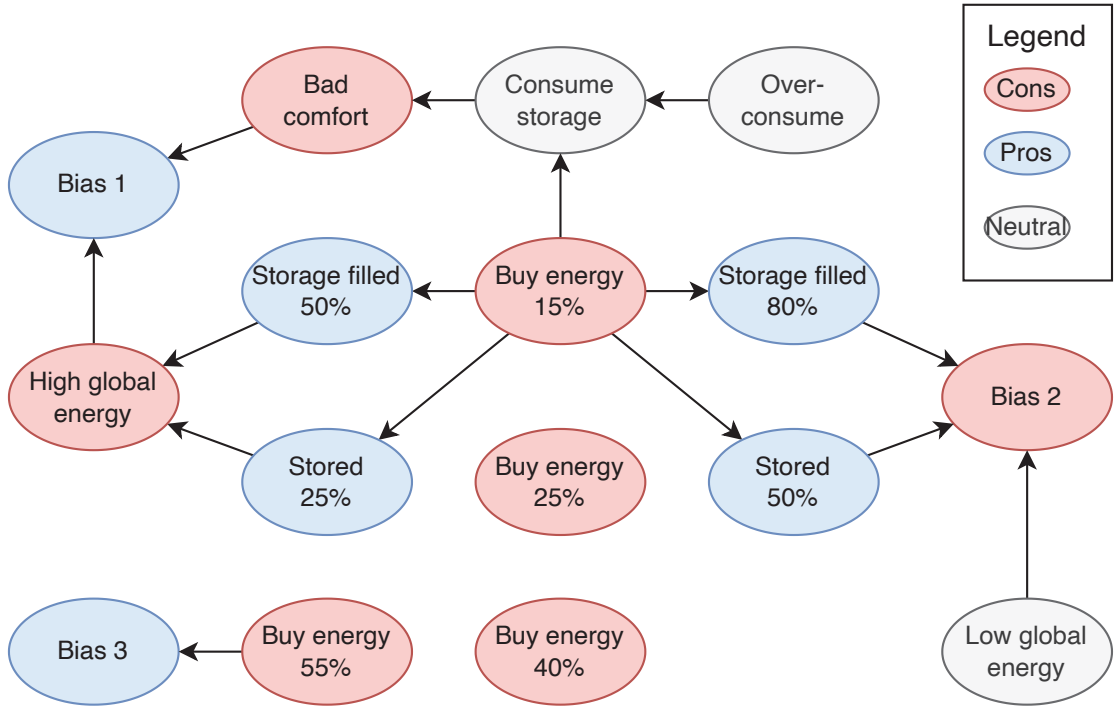 Legend
Bad
comfort
Consume
storage
Over-
consume
Cons
Pros
Bias 1
Neutral
Storage filled
50%
Buy energy
15%
Storage filled
80%
High global
energy
Bias 2
Stored
25%
Buy energy
25%
Stored
50%
Bias 3
Buy energy
55%
Buy energy
40%
Low global
energy